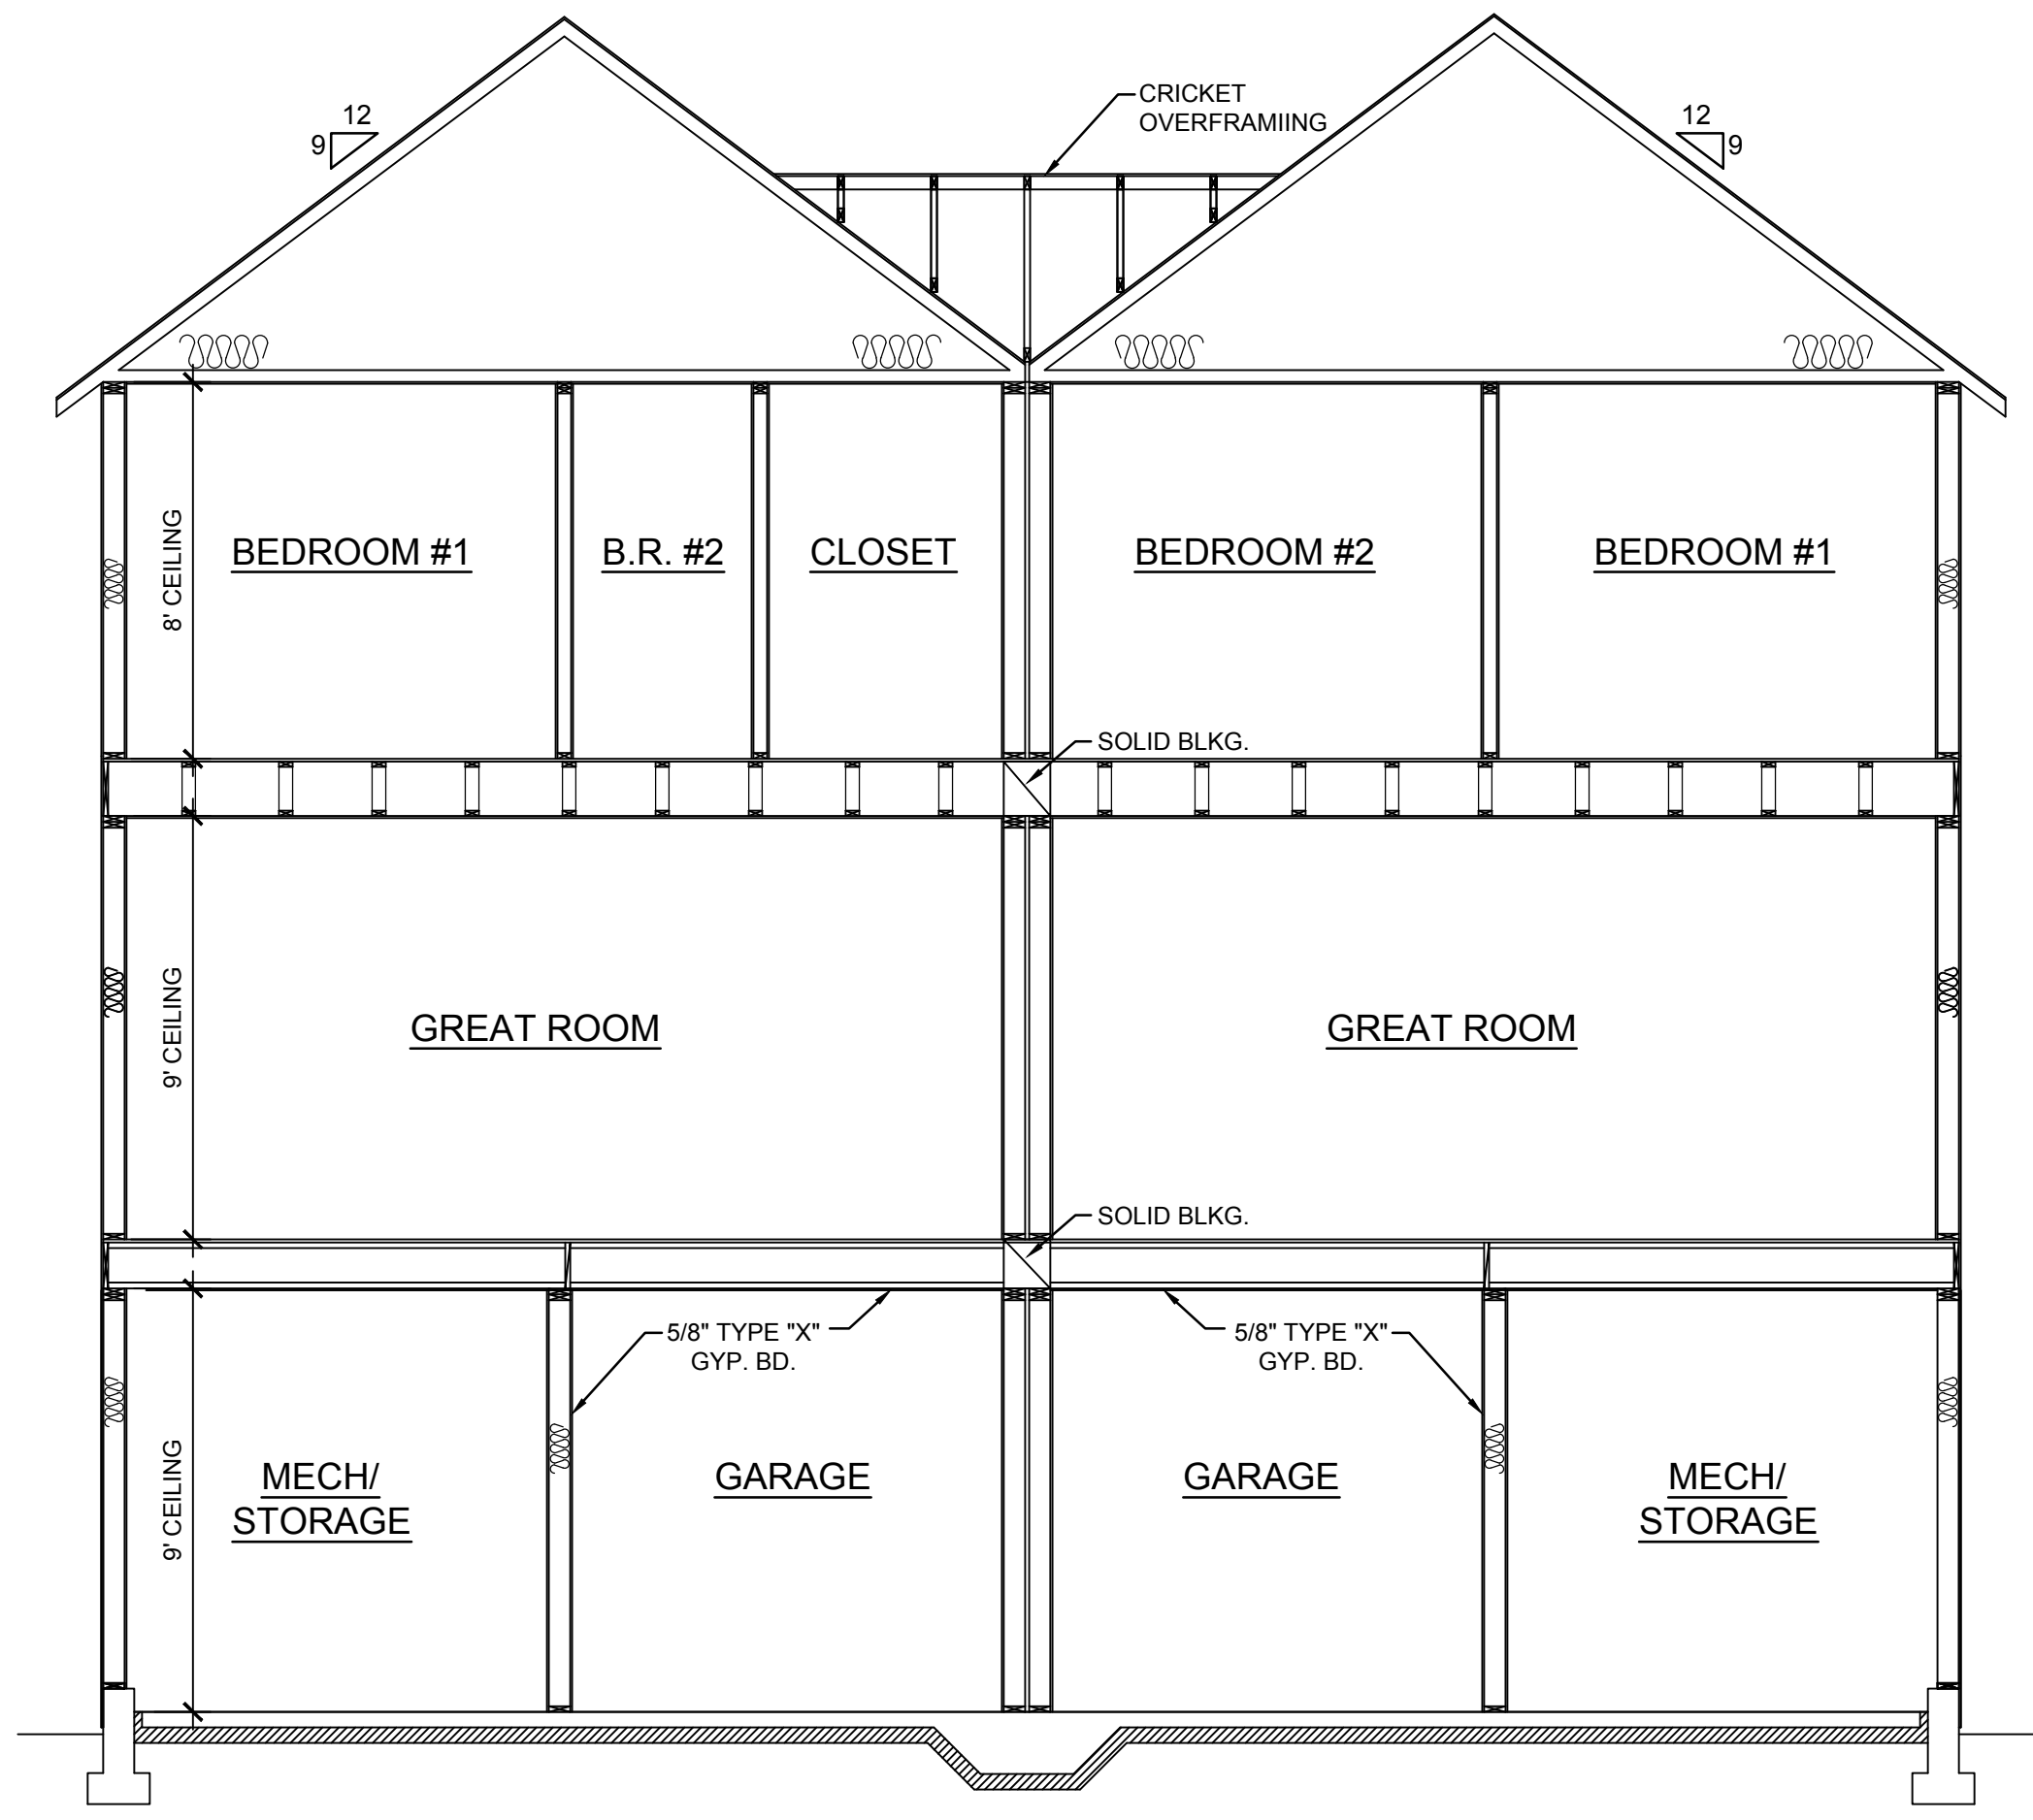 CRICKET
OVERFRAMIING
12
9
12
9
8' CEILING
BEDROOM #1
B.R. #2
CLOSET
BEDROOM #2
BEDROOM #1
SOLID BLKG.
9' CEILING
GREAT ROOM
GREAT ROOM
SOLID BLKG.
5/8" TYPE "X"
GYP. BD.
5/8" TYPE "X"
GYP. BD.
9' CEILING
MECH/
STORAGE
GARAGE
GARAGE
MECH/
STORAGE